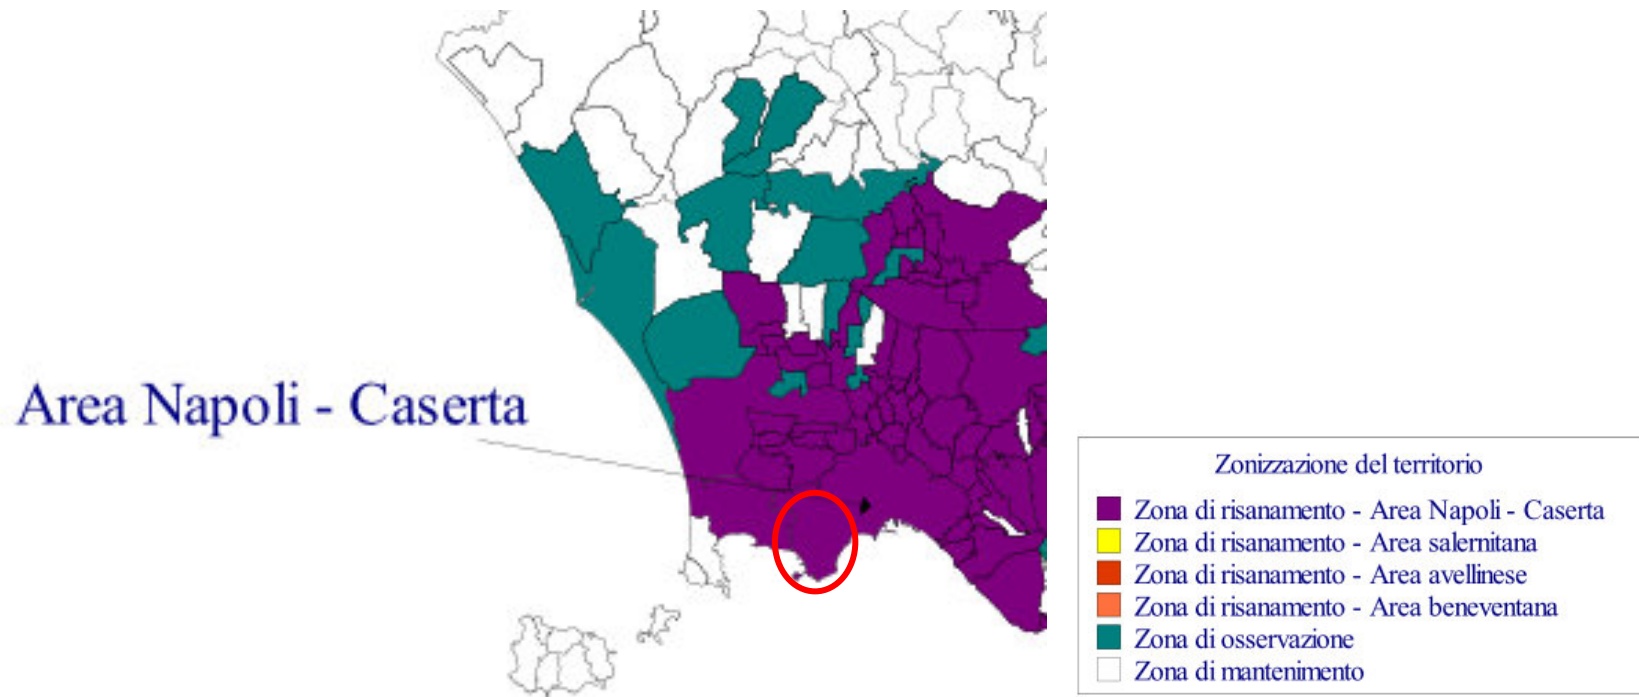 Area Napoli - Caserta
Zonizzazione del territorio
Zona di risanamento - Area Napoli - Caserta
Zona di risanamento - Area salernitana
Zona di risanamento - Area avellinese
Zona di risanamento - Area beneventana
Zona di osservazione
Zona di mantenimento